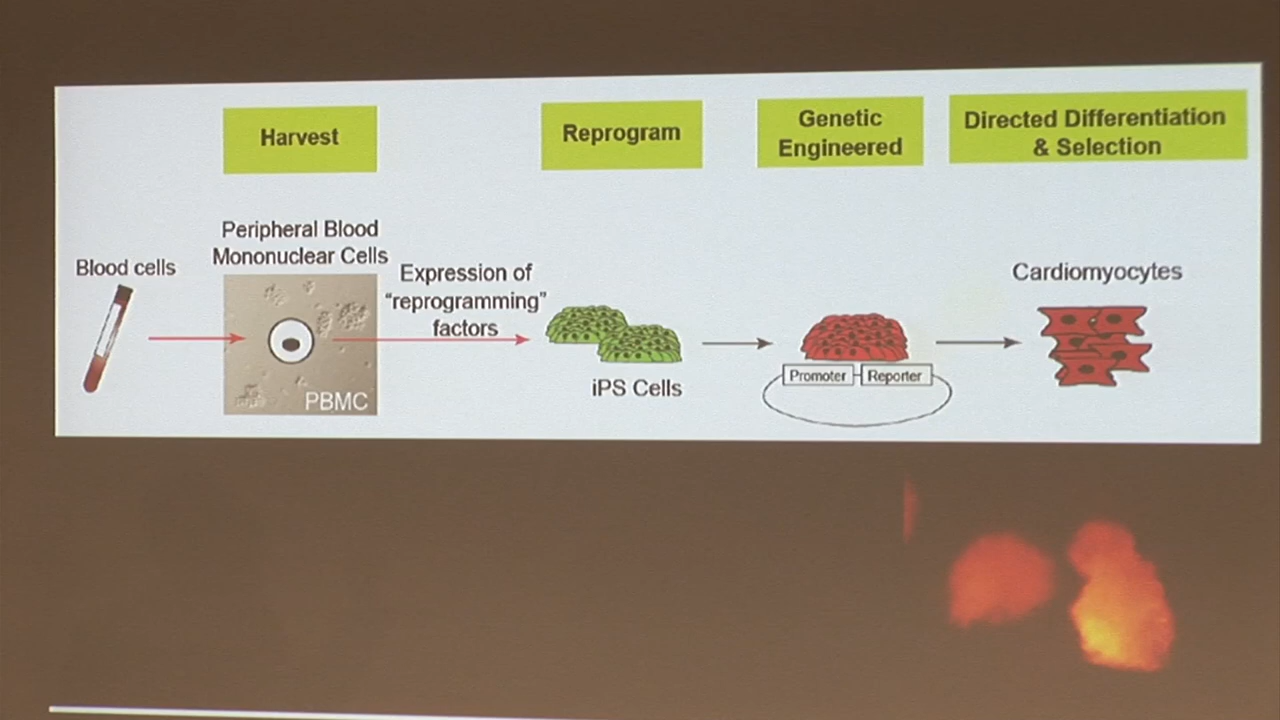 Harvest
Reprogram
Genetic
Engineered
Directed Differentiation
& Selection
Blood cells
Peripheral Blood
Mononuclear Cells
PBMC
Expression of
“reprogramming”
factors
iPS Cells
Promoter
Reporter
Cardiomyocytes